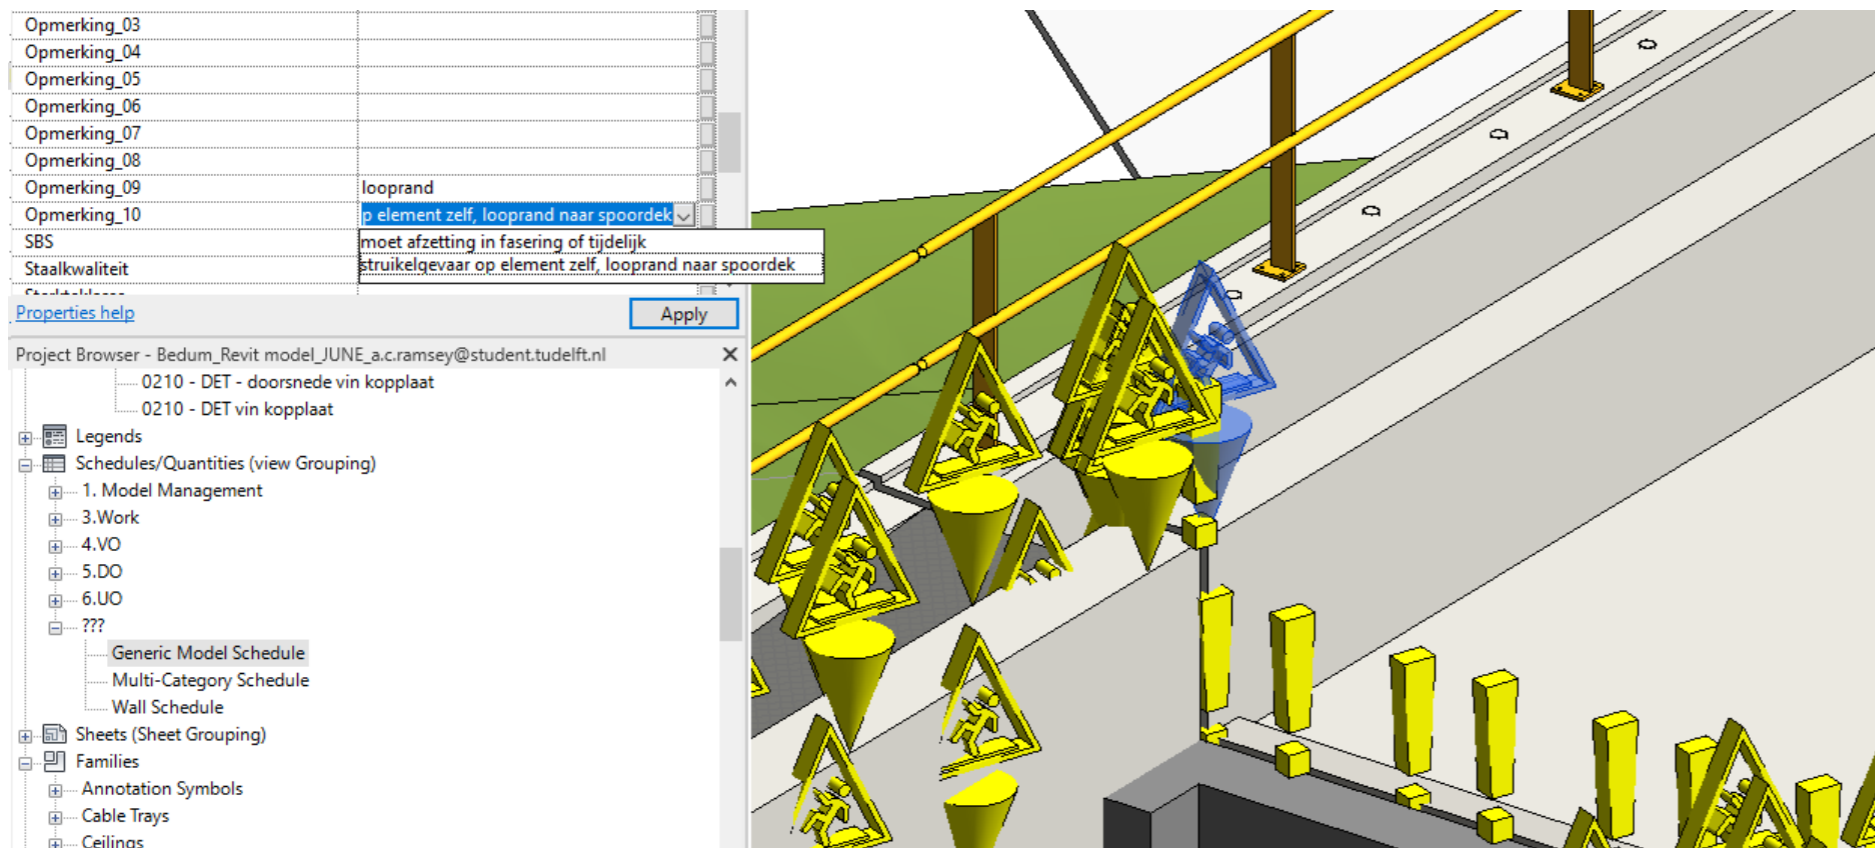 Opmerking_03
Opmerking_04
Opmerking_05
Opmerking_06
Opmerking_07
Opmerking_08
Opmerking_09 looprand
Opmerking_10 p element zelf, looprand naar spoordek
SBS moet afzetting in fasering of tijdelijk
Staalkwaliteit struikelgevaar op element zelf, looprand naar spoordek
Properties help Apply
Project Browser - Bedum_Revit model_JUNE_a.c.ramsey@student.tudelft.nl
0210 - DET - doorsnede vin kopplaat
0210 - DET vin kopplaat
Legends
Schedules/Quantities (view Grouping)
1. Model Management
3.Work
4.VO
5.DO
6.UO
???
Generic Model Schedule
Multi-Category Schedule
Wall Schedule
Sheets (Sheet Grouping)
Families
Annotation Symbols
Cable Trays
Ceilings